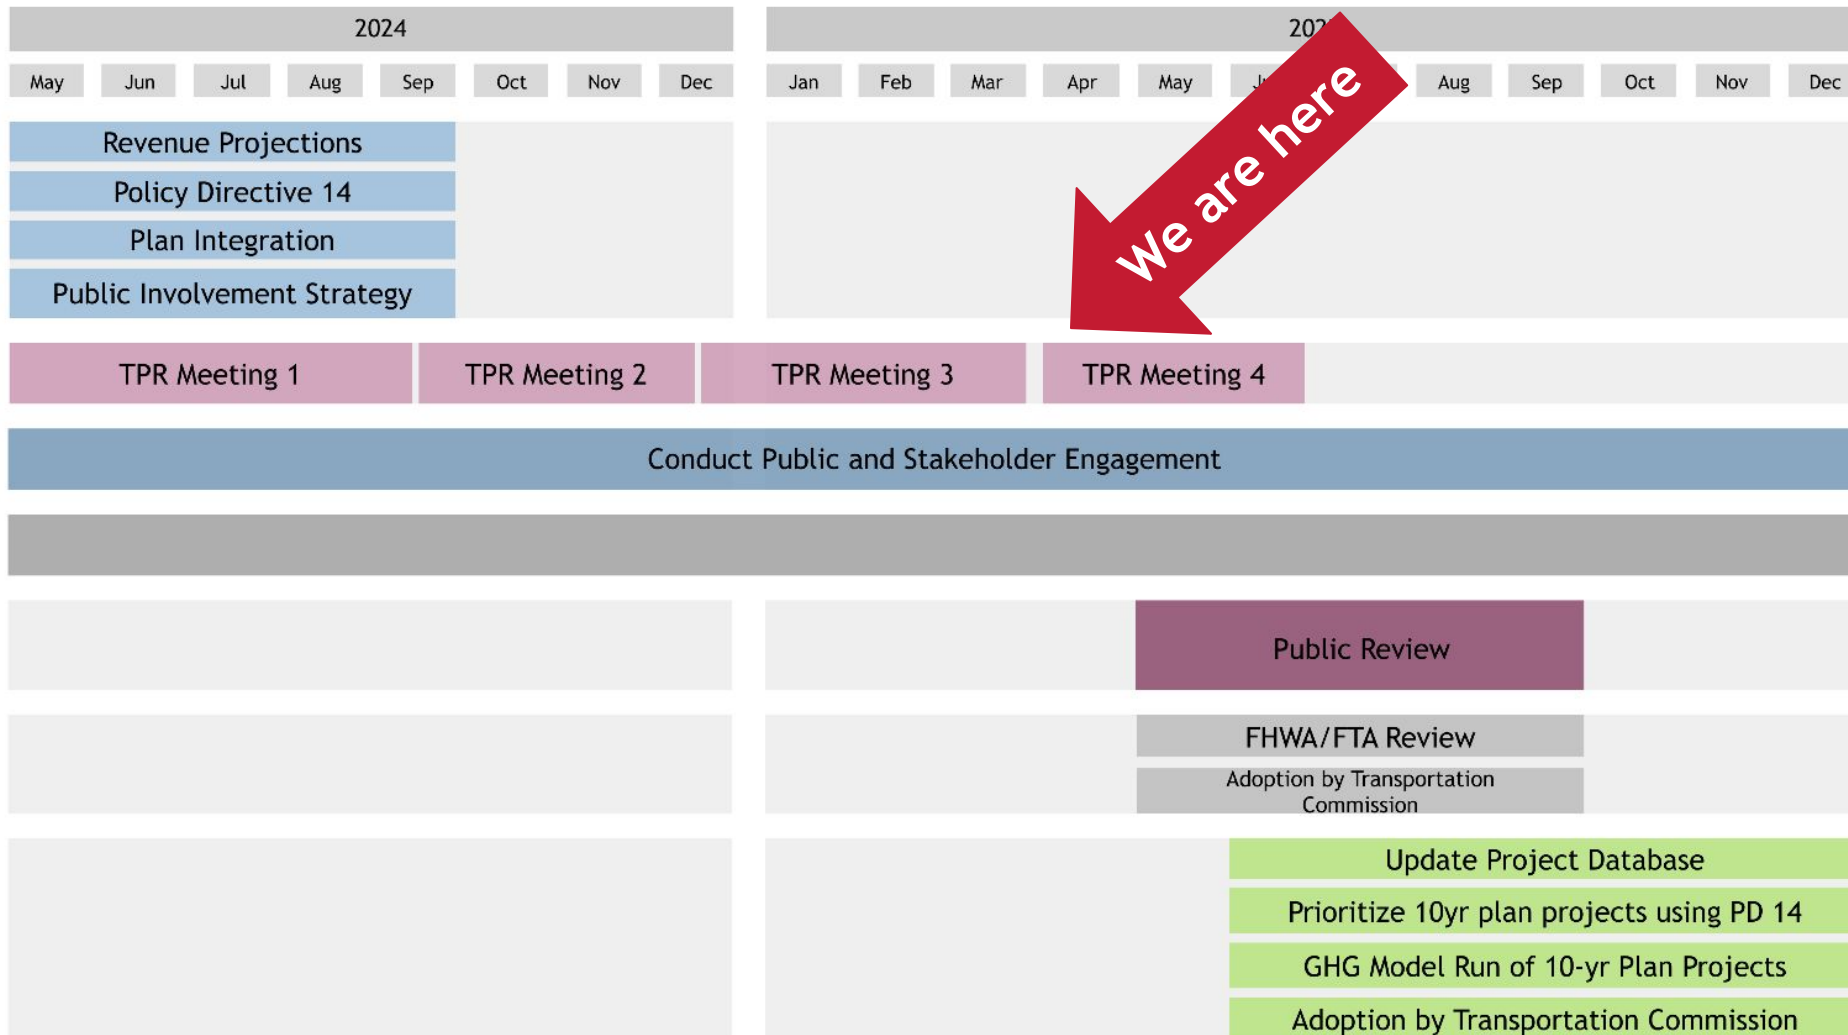 2024
May Jun Jul Aug Sep Oct Nov Dec Jan Feb Mar Apr May Aug Sep Oct Nov Dec
We are here
Revenue Projections
Policy Directive 14
Plan Integration
Public Involvement Strategy
TPR Meeting 1 TPR Meeting 2 TPR Meeting 3 TPR Meeting 4
Conduct Public and Stakeholder Engagement
Public Review
FHWA/FTA Review
Adoption by Transportation
Commission
Update Project Database
Prioritize 10yr plan projects using PD 14
GHG Model Run of 10-yr Plan Projects
Adoption by Transportation Commission